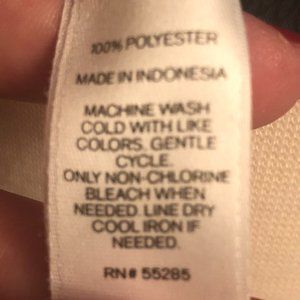 100% POLYESTER
MADE IN INDONESIA
MACHINE WASH
COLD WITH LIKE
COLORS. GENTLE
CYCLE.
ONLY NON-CHLORINE
BLEACH WHEN
NEEDED. LINE DRY
COOL IRON IF
NEEDED.
RN# 55285